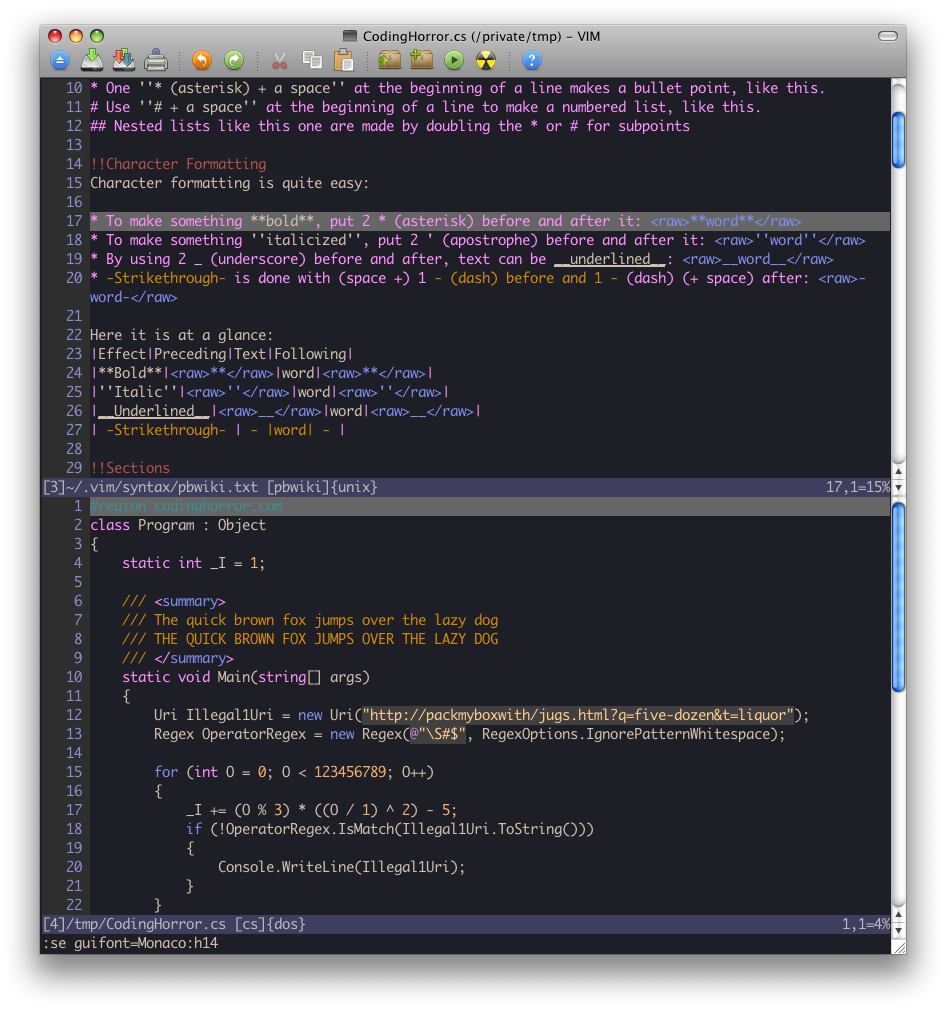 CodingHorror.cs (/private/tmp) – VIM
10 * One ''* (asterisk) + a space'' at the beginning of a line makes a bullet point, like this.
11 # Use ''# + a space'' at the beginning of a line to make a numbered list, like this.
12 ## Nested lists like this one are made by doubling the * or # for subpoints
13
14 !!Character Formatting
15 Character formatting is quite easy:
16
17 * To make something **bold**, put 2 * (asterisk) before and after it: <raw>**word**</raw>
18 * To make something ''italicized'', put 2 ' (apostrophe) before and after it: <raw>''word''</raw>
19 * By using 2 _ (underscore) before and after, text can be __underlined__: <raw>__word__</raw>
20 * -Strikethrough- is done with (space +) 1 - (dash) before and 1 - (dash) (+ space) after: <raw>-
word-</raw>
21
22 Here it is at a glance:
23 |Effect|Preceding|Text|Following|
24 |**Bold**|<raw>**</raw>|word|<raw>**</raw>|
25 |''Italic''|<raw>''</raw>|word|<raw>''</raw>|
26 |__Underlined__|<raw>__</raw>|word|<raw>__</raw>|
27 | -Strikethrough- | - |word| - |
28
29 !!Sections
[3]~/.vim/syntax/pbwiki.txt [pbwiki]{unix} 17,1=15%
1 #region codinghorror.com
2 class Program : Object
3 {
4     static int _I = 1;
5
6     /// <summary>
7     /// The quick brown fox jumps over the lazy dog
8     /// THE QUICK BROWN FOX JUMPS OVER THE LAZY DOG
9     /// </summary>
10     static void Main(string[] args)
11     {
12         Uri Illegal1Uri = new Uri("http://packmyboxwith/jugs.html?q=five-dozen&t=liquor");
13         Regex OperatorRegex = new Regex(@"\S#$", RegexOptions.IgnorePatternWhitespace);
14
15         for (int O = 0; O < 123456789; O++)
16         {
17             _I += (O % 3) * ((O / 1) ^ 2) - 5;
18             if (!OperatorRegex.IsMatch(Illegal1Uri.ToString()))
19             {
20                 Console.WriteLine(Illegal1Uri);
21             }
22         }
[4]/tmp/CodingHorror.cs [cs]{dos} 1,1=4%
:se guifont=Monaco:h14